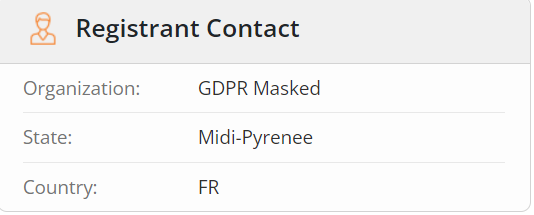 Registrant Contact
Organization: GDPR Masked
State: Midi-Pyrenee
Country: FR